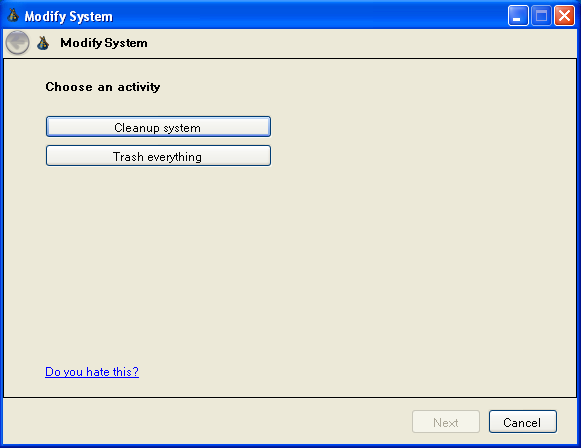 Modify System
Modify System
Choose an activity
Cleanup system
Trash everything
Do you hate this?
Next Cancel